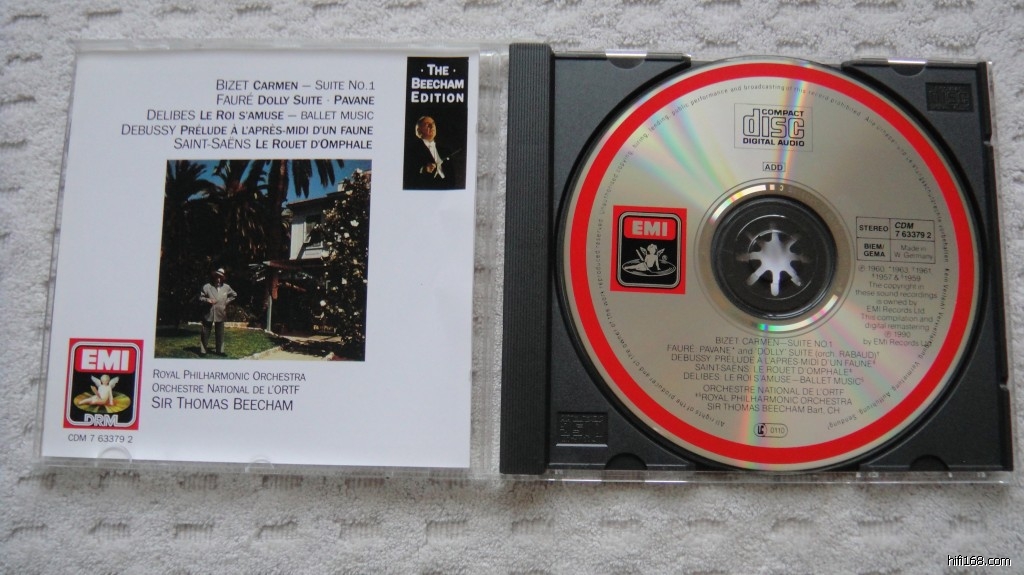 BIZET CARMEN – SUITE NO. 1
FAURÉ DOLLY SUITE · PAVANE
DELIBES LE ROI S'AMUSE – BALLET MUSIC
DEBUSSY PRÉLUDE À L'APRÈS-MIDI D'UN FAUNE
SAINT-SAËNS LE ROUET D'OMPHALE
· THE ·
BEECHAM
EDITION
EMI
DRM
CDM 7 63379 2
ROYAL PHILHARMONIC ORCHESTRA
ORCHESTRE NATIONAL DE L'ORTF
SIR THOMAS BEECHAM
COMPACT
disc
DIGITAL AUDIO
ADD
EMI
STEREO
CDM
7 63379 2
BIEM/
GEMA
Made in
W. Germany
The copyright in
these sound recordings
is owned by
EMI Records Ltd
This compilation and
digital remastering
℗ 1990
by EMI Records Ltd
BIZET: CARMEN—SUITE NO.1
FAURÉ: PAVANE* and 'DOLLY' SUITE (orch. RABAUD)†
DEBUSSY: PRÉLUDE À L'APRÈS-MIDI D'UN FAUNE
SAINT-SAËNS: LE ROUET D'OMPHALE
DELIBES: LE ROI S'AMUSE—BALLET MUSIC
ORCHESTRE NATIONAL DE L'ORTF
ROYAL PHILHARMONIC ORCHESTRA
SIR THOMAS BEECHAM Bart. CH
0110
hifi168.com